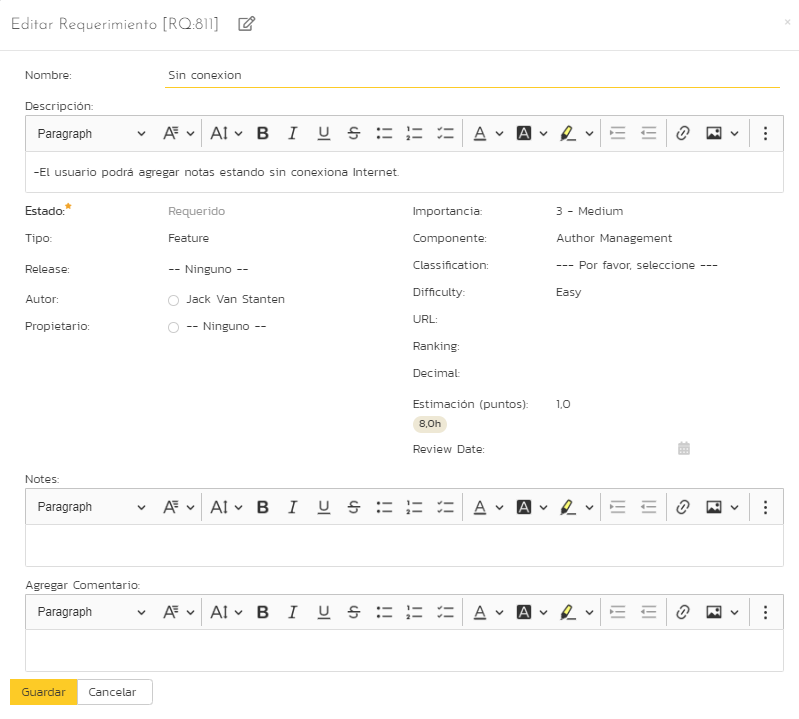 Editar Requerimiento [RQ:811]
×
Nombre: Sin conexion
Descripción:
Paragraph
-El usuario podrá agregar notas estando sin conexiona Internet.
Estado:* Requerido
Tipo: Feature
Release: -- Ninguno --
Autor: Jack Van Stanten
Propietario: -- Ninguno --
Importancia: 3 - Medium
Componente: Author Management
Classification: --- Por favor, seleccione ---
Difficulty: Easy
URL:
Ranking:
Decimal:
Estimación (puntos): 1,0
8,0h
Review Date:
Notes:
Paragraph
Agregar Comentario:
Paragraph
Guardar Cancelar